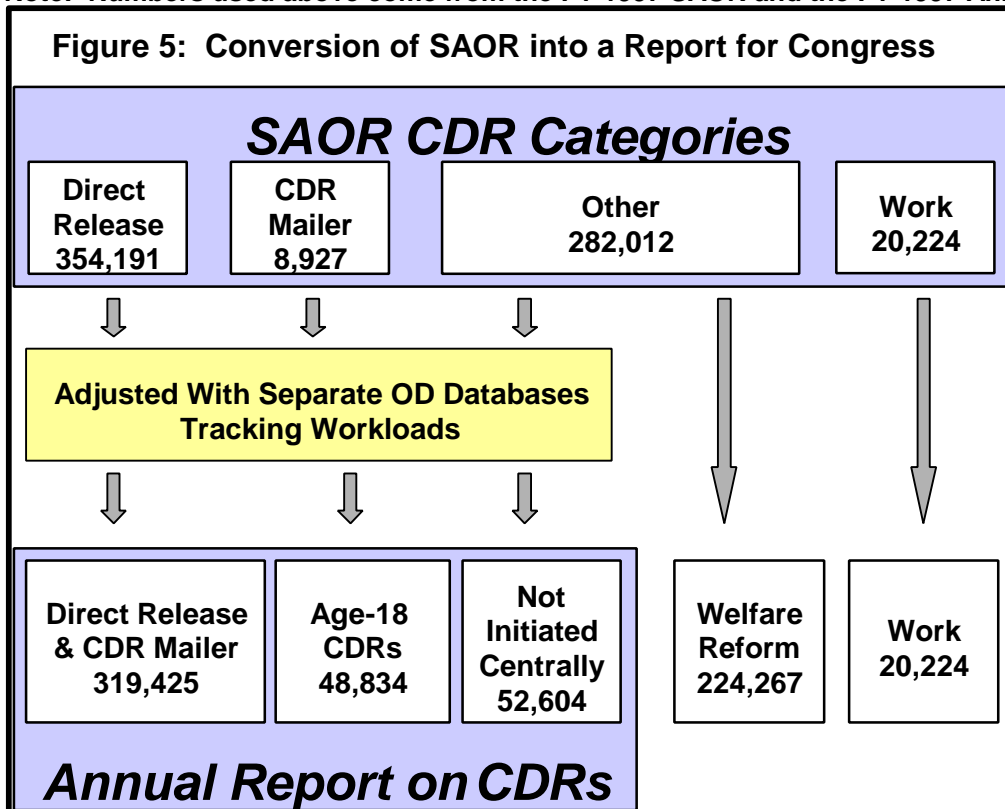 Figure 5: Conversion of SAOR into a Report for Congress
SAOR CDR Categories
Direct
Release
354,191
CDR
Mailer
8,927
Other
282,012
Work
20,224
Adjusted With Separate OD Databases
Tracking Workloads
Direct Release
& CDR Mailer
319,425
Age-18
CDRs
48,834
Not
Initiated
Centrally
52,604
Welfare
Reform
224,267
Work
20,224
Annual Report on CDRs